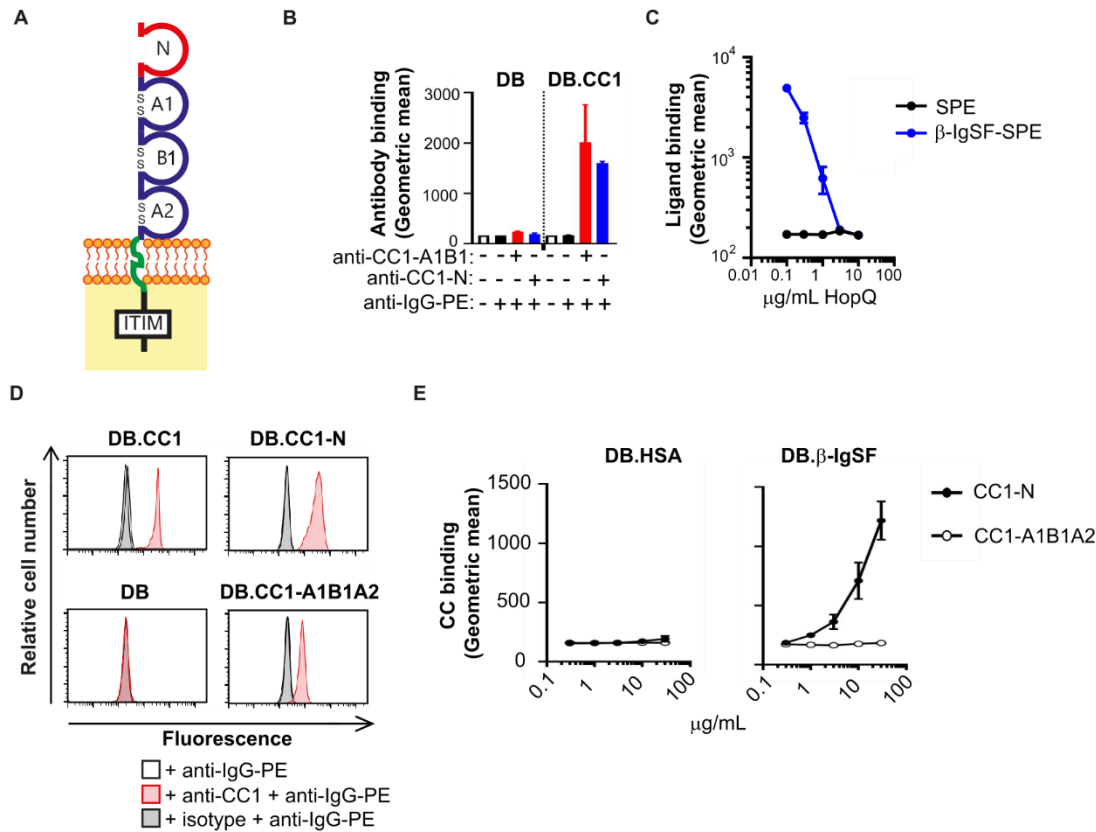 A
N
S
S
A1
S
S
B1
S
S
A2
ITIM
B
DB DB.CC1
Antibody binding
(Geometric mean)
3000
2000
1000
0
anti-CC1-A1B1: - - + - - - + -
anti-CC1-N: - - - + - - - +
anti-IgG-PE: - + + + - + + +
C
Ligand binding
(Geometric mean)
10⁴
10³
10²
0.01 0.1 1 10 100
µg/mL HopQ
SPE
β-IgSF-SPE
D
DB.CC1 DB.CC1-N
DB DB.CC1-A1B1A2
Relative cell number
Fluorescence
+ anti-IgG-PE
+ anti-CC1 + anti-IgG-PE
+ isotype + anti-IgG-PE
E
DB.HSA DB.β-IgSF
CC binding
(Geometric mean)
1500
1000
500
0
0.1 1 10 100 0.1 1 10 100
µg/mL
CC1-N
CC1-A1B1A2